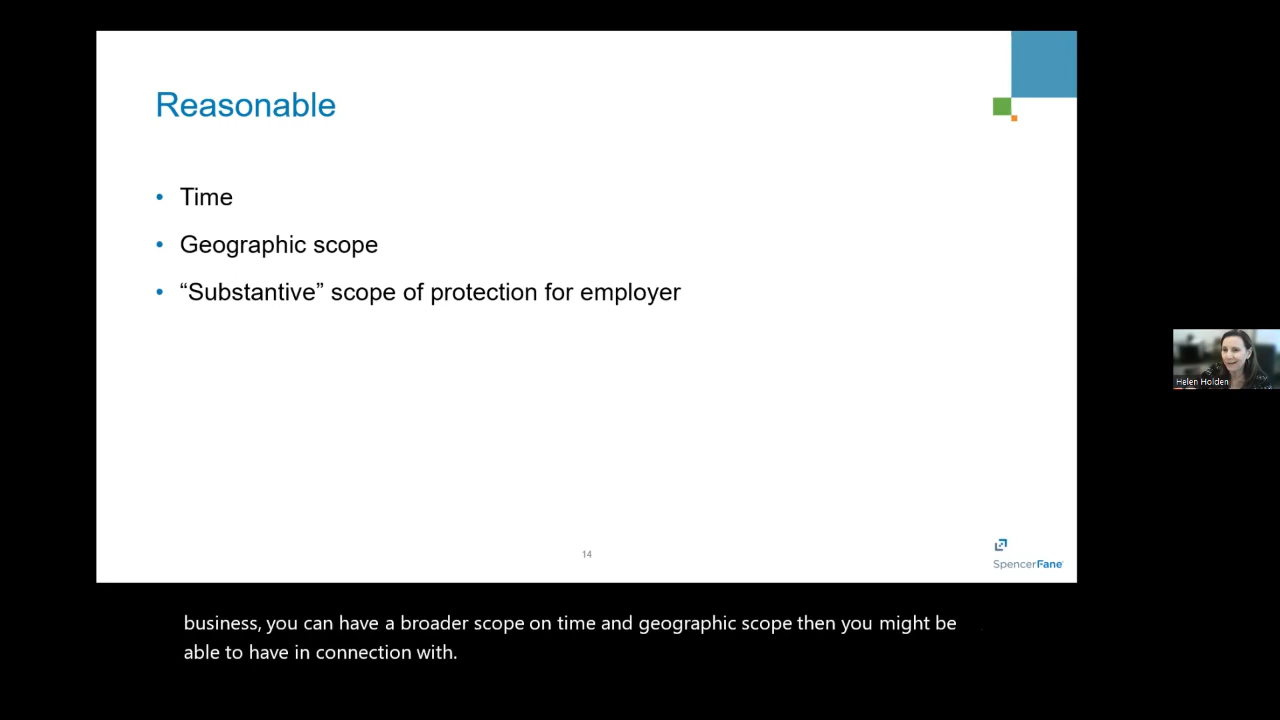 Reasonable
• Time
• Geographic scope
• “Substantive” scope of protection for employer
Helen Holden
14
SpencerFane
business, you can have a broader scope on time and geographic scope then you might be
able to have in connection with.